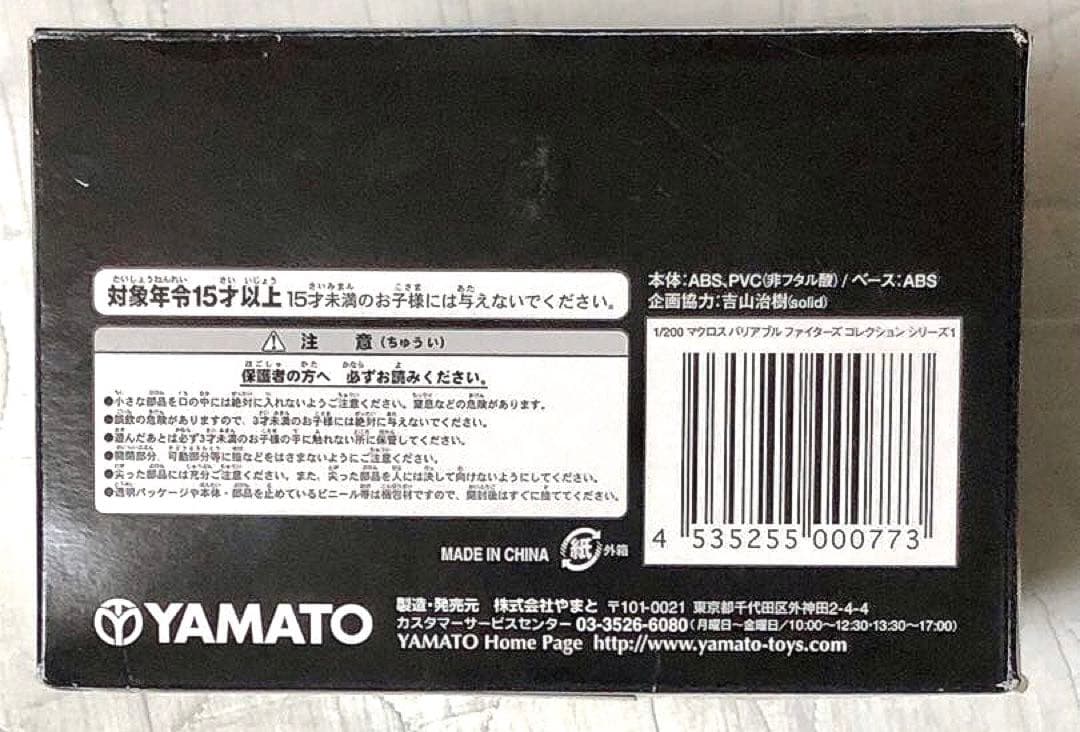 対象年令15才以上 15才未満のお子様には与えないでください。
注 意 (ちゅうい)
保護者の方へ 必ずお読みください。
●小さな部品を口の中には絶対に入れないようご注意ください。窒息などの危険があります。
●誤飲の危険がありますので、3才未満のお子様には絶対に与えないでください。
●遊んだあとは必ず3才未満のお子様の手に触れない所に保管してください。
●開閉部分、可動部分等に指などをはさまないようにご注意ください。
●尖った部品には充分ご注意ください。また、尖った部品を人には決して向けないようにしてください。
●透明パッケージや本体・部品を止めているビニール帯は梱包材ですので、開封後はすぐに捨ててください。
本体:ABS、PVC(非フタル酸) / ベース:ABS
企画協力:吉山治樹(solid)
1/200 マクロス バリアブル ファイターズ コレクション シリーズ1
4 535255 000773
MADE IN CHINA 紙 外箱
YAMATO
製造・発売元 株式会社やまと 〒101-0021 東京都千代田区外神田2-4-4
カスタマーサービスセンター 03-3526-6080 (月曜日〜金曜日/10:00〜12:30・13:30〜17:00)
YAMATO Home Page http://www.yamato-toys.com